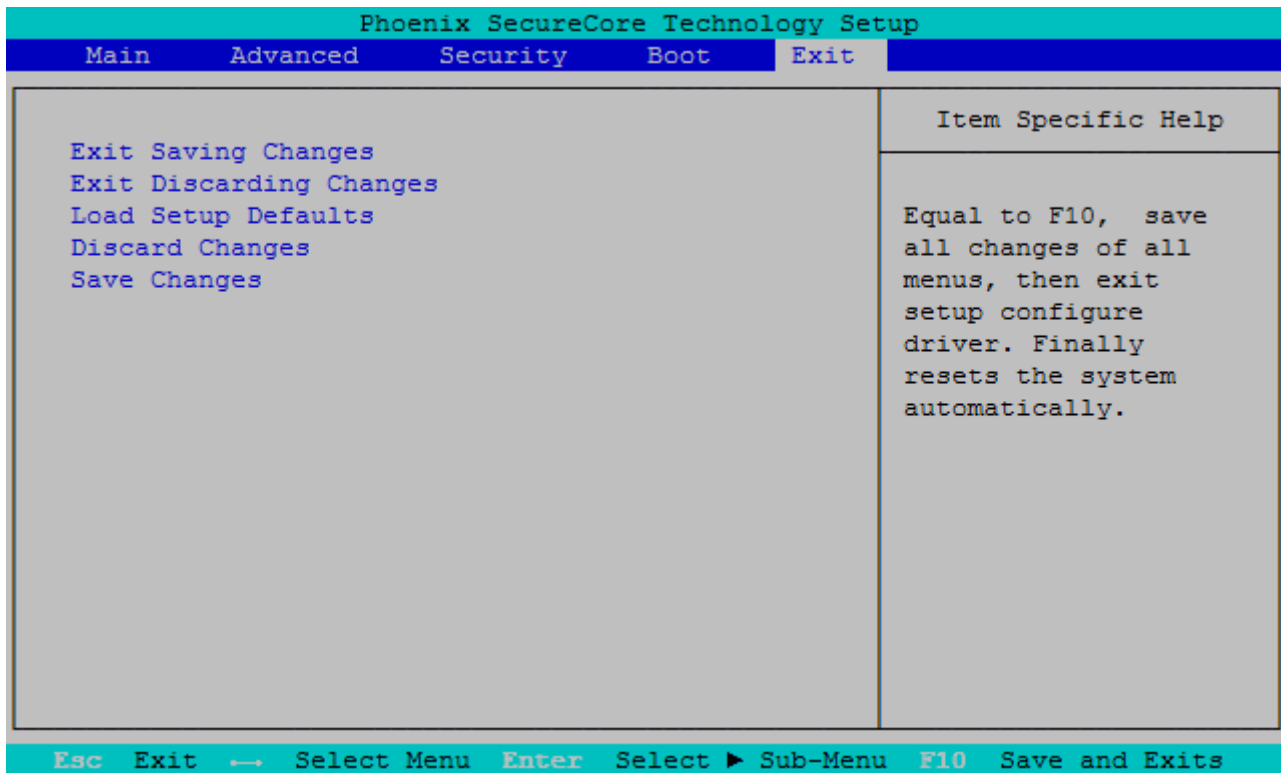 Phoenix SecureCore Technology Setup
Main Advanced Security Boot Exit
Exit Saving Changes
Exit Discarding Changes
Load Setup Defaults
Discard Changes
Save Changes
Item Specific Help
Equal to F10, save
all changes of all
menus, then exit
setup configure
driver. Finally
resets the system
automatically.
Esc Exit ←→ Select Menu Enter Select ► Sub-Menu F10 Save and Exits